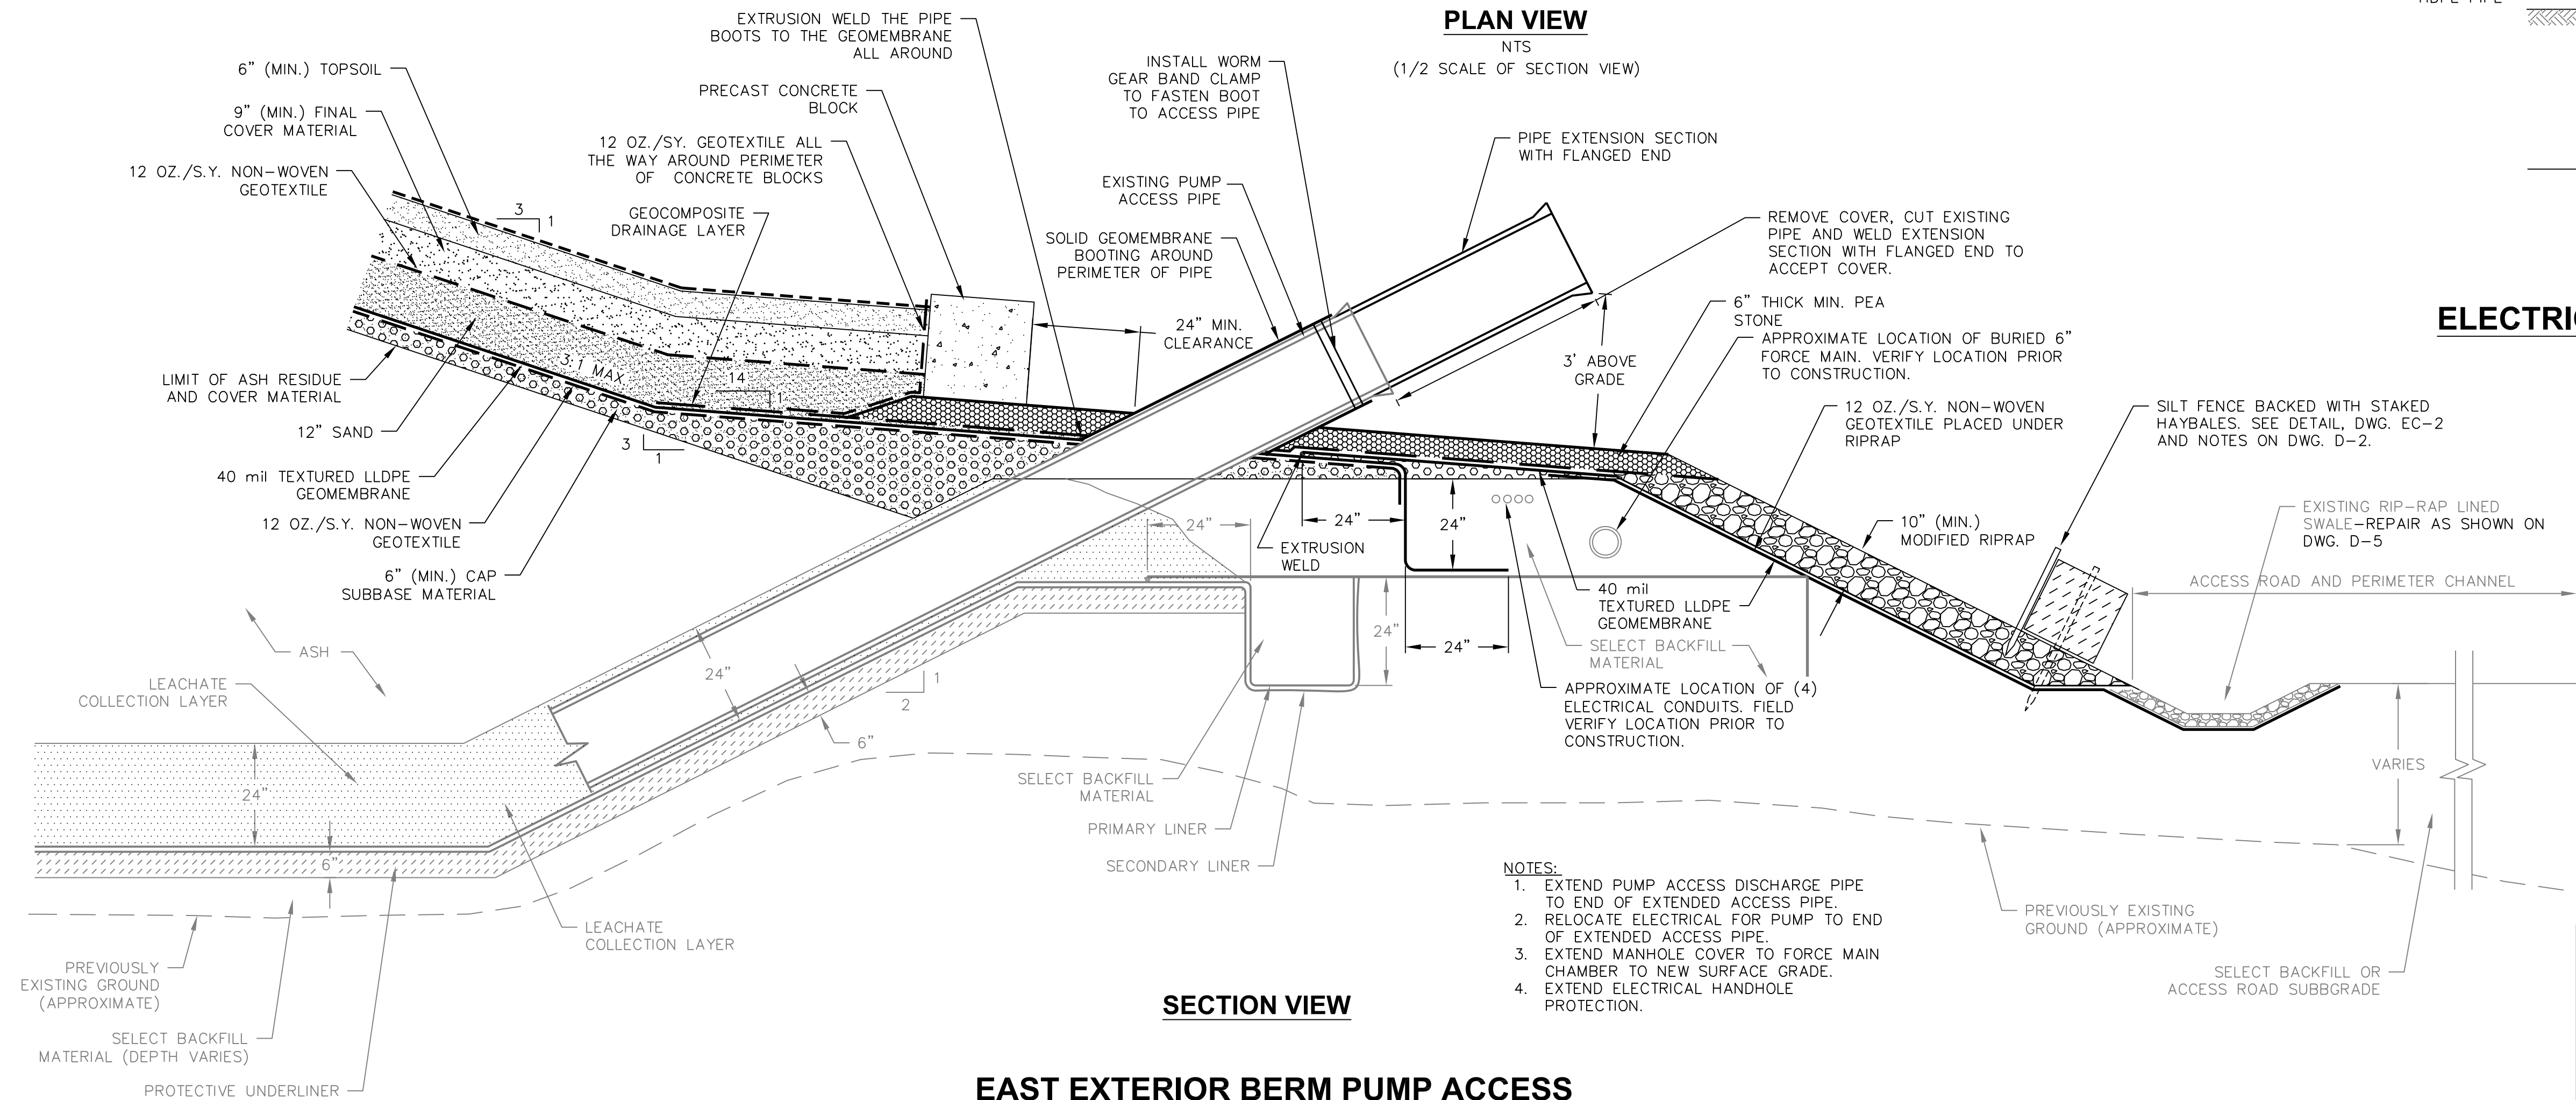 PLAN VIEW
NTS
(1/2 SCALE OF SECTION VIEW)
EXTRUSION WELD THE PIPE
BOOTS TO THE GEOMEMBRANE
ALL AROUND
6" (MIN.) TOPSOIL
PRECAST CONCRETE
BLOCK
INSTALL WORM
GEAR BAND CLAMP
TO FASTEN BOOT
TO ACCESS PIPE
9" (MIN.) FINAL
COVER MATERIAL
12 OZ./SY. GEOTEXTILE ALL
THE WAY AROUND PERIMETER
OF CONCRETE BLOCKS
PIPE EXTENSION SECTION
WITH FLANGED END
12 OZ./S.Y. NON-WOVEN
GEOTEXTILE
EXISTING PUMP
ACCESS PIPE
GEOCOMPOSITE
DRAINAGE LAYER
3
1
SOLID GEOMEMBRANE
BOOTING AROUND
PERIMETER OF PIPE
REMOVE COVER, CUT EXISTING
PIPE AND WELD EXTENSION
SECTION WITH FLANGED END TO
ACCEPT COVER.
6" THICK MIN. PEA
STONE
24" MIN.
CLEARANCE
APPROXIMATE LOCATION OF BURIED 6"
FORCE MAIN. VERIFY LOCATION PRIOR
TO CONSTRUCTION.
3' ABOVE
GRADE
ELECTRI
LIMIT OF ASH RESIDUE
AND COVER MATERIAL
3:1 MAX
14
1
12" SAND
3
1
12 OZ./S.Y. NON-WOVEN
GEOTEXTILE PLACED UNDER
RIPRAP
SILT FENCE BACKED WITH STAKED
HAYBALES. SEE DETAIL, DWG. EC-2
AND NOTES ON DWG. D-2.
40 mil TEXTURED LLDPE
GEOMEMBRANE
12 OZ./S.Y. NON-WOVEN
GEOTEXTILE
6" (MIN.) CAP
SUBBASE MATERIAL
24"
24"
24"
EXTRUSION
WELD
10" (MIN.)
MODIFIED RIPRAP
EXISTING RIP-RAP LINED
SWALE-REPAIR AS SHOWN ON
DWG. D-5
ACCESS ROAD AND PERIMETER CHANNEL
40 mil
TEXTURED LLDPE
GEOMEMBRANE
24"
24"
SELECT BACKFILL
MATERIAL
APPROXIMATE LOCATION OF (4)
ELECTRICAL CONDUITS. FIELD
VERIFY LOCATION PRIOR TO
CONSTRUCTION.
ASH
LEACHATE
COLLECTION LAYER
24"
1
2
6"
24"
6"
SELECT BACKFILL
MATERIAL
PRIMARY LINER
SECONDARY LINER
VARIES
LEACHATE
COLLECTION LAYER
PREVIOUSLY
EXISTING GROUND
(APPROXIMATE)
SELECT BACKFILL
MATERIAL (DEPTH VARIES)
PROTECTIVE UNDERLINER
NOTES:
1. EXTEND PUMP ACCESS DISCHARGE PIPE
TO END OF EXTENDED ACCESS PIPE.
2. RELOCATE ELECTRICAL FOR PUMP TO END
OF EXTENDED ACCESS PIPE.
3. EXTEND MANHOLE COVER TO FORCE MAIN
CHAMBER TO NEW SURFACE GRADE.
4. EXTEND ELECTRICAL HANDHOLE
PROTECTION.
PREVIOUSLY EXISTING
GROUND (APPROXIMATE)
SELECT BACKFILL OR
ACCESS ROAD SUBBGRADE
SECTION VIEW
EAST EXTERIOR BERM PUMP ACCESS